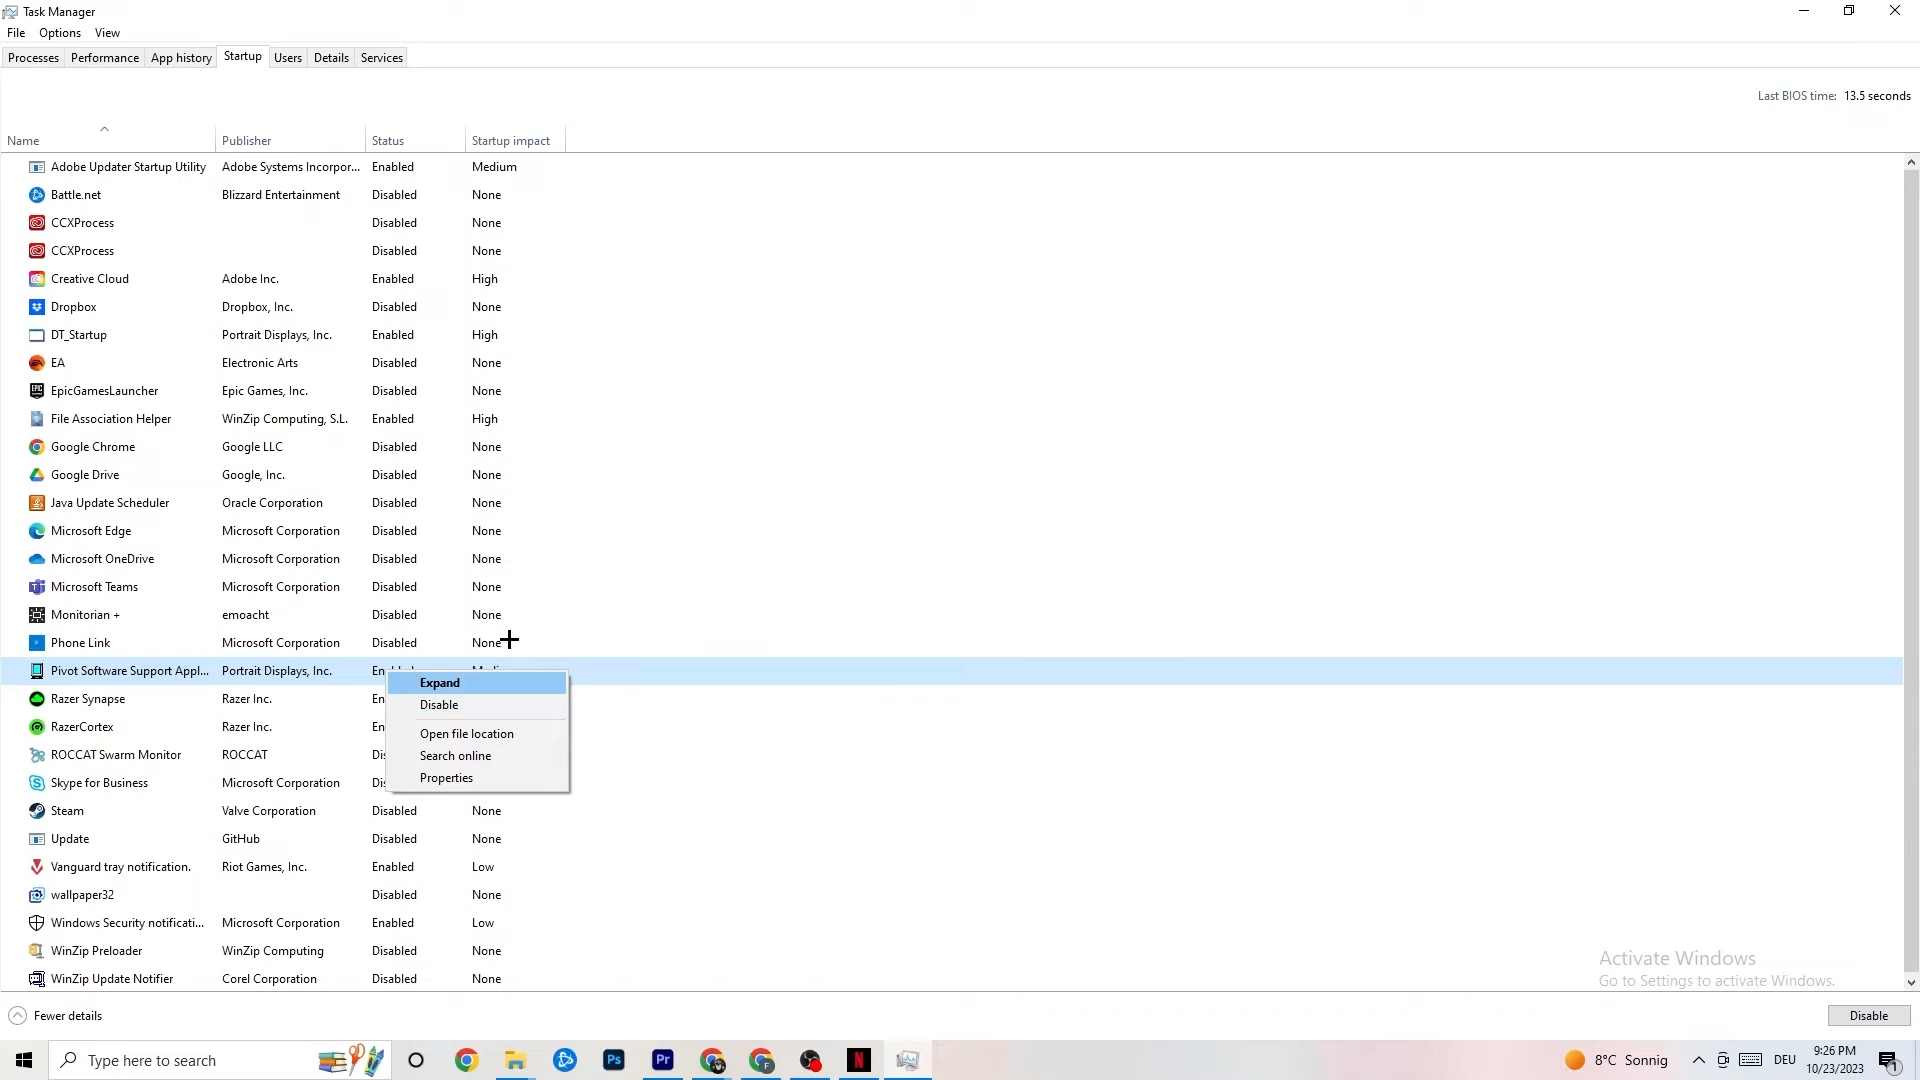 Task Manager
File Options View
Processes Performance App history Startup Users Details Services
Last BIOS time: 13.5 seconds
Name Publisher Status Startup impact
Adobe Updater Startup Utility Adobe Systems Incorpor... Enabled Medium
Battle.net Blizzard Entertainment Disabled None
CCXProcess Disabled None
CCXProcess Disabled None
Creative Cloud Adobe Inc. Enabled High
Dropbox Dropbox, Inc. Disabled None
DT_Startup Portrait Displays, Inc. Enabled High
EA Electronic Arts Disabled None
EpicGamesLauncher Epic Games, Inc. Disabled None
File Association Helper WinZip Computing, S.L. Enabled High
Google Chrome Google LLC Disabled None
Google Drive Google, Inc. Disabled None
Java Update Scheduler Oracle Corporation Disabled None
Microsoft Edge Microsoft Corporation Disabled None
Microsoft OneDrive Microsoft Corporation Disabled None
Microsoft Teams Microsoft Corporation Disabled None
Monitorian + emoacht Disabled None
Phone Link Microsoft Corporation Disabled None
Pivot Software Support Appl... Portrait Displays, Inc.
Expand
Razer Synapse Razer Inc. En
Disable
RazerCortex Razer Inc. En
Open file location
ROCCAT Swarm Monitor ROCCAT Dis
Search online
Skype for Business Microsoft Corporation Dis
Properties
Steam Valve Corporation Disabled None
Update GitHub Disabled None
Vanguard tray notification. Riot Games, Inc. Enabled Low
wallpaper32 Disabled None
Windows Security notificati... Microsoft Corporation Enabled Low
WinZip Preloader WinZip Computing Disabled None
WinZip Update Notifier Corel Corporation Disabled None
Activate Windows
Go to Settings to activate Windows.
Fewer details Disable
Type here to search Ps Pr 8°C Sonnig DEU 9:26 PM
10/23/2023